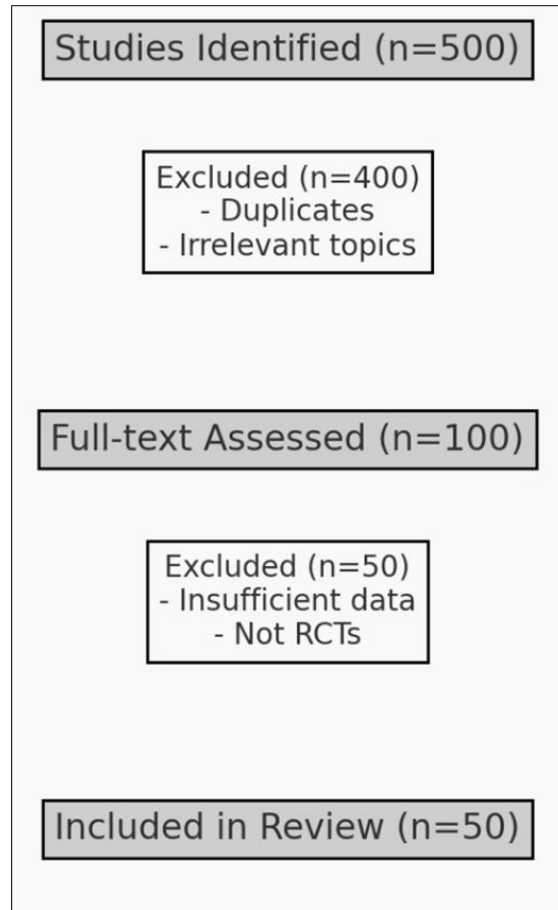 Studies Identified (n=500)
Excluded (n=400)
- Duplicates
- Irrelevant topics
Full-text Assessed (n=100)
Excluded (n=50)
- Insufficient data
- Not RCTs
Included in Review (n=50)